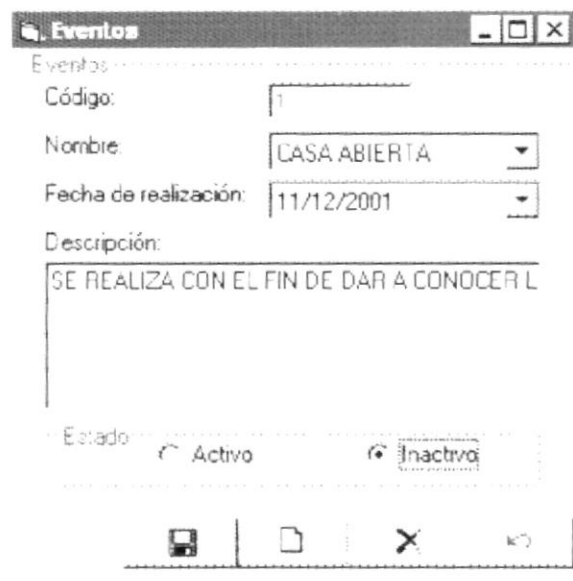 Eventos
Eventos
Código:
1
Nombre:
CASA ABIERTA
Fecha de realización:
11/12/2001
Descripción:
SE REALIZA CON EL FIN DE DAR A CONOCER L
Estado
Activo
Inactivo